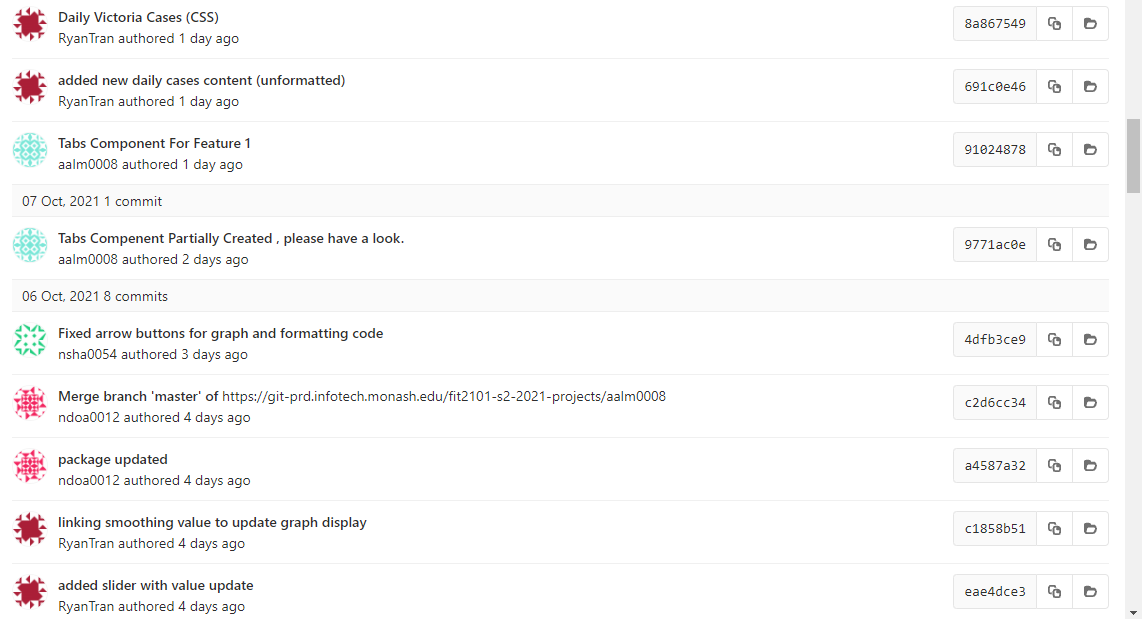 Daily Victoria Cases (CSS)
RyanTran authored 1 day ago
8a867549
added new daily cases content (unformatted)
RyanTran authored 1 day ago
691c0e46
Tabs Component For Feature 1
aalm0008 authored 1 day ago
91024878
07 Oct, 2021 1 commit
Tabs Compenent Partially Created , please have a look.
aalm0008 authored 2 days ago
9771ac0e
06 Oct, 2021 8 commits
Fixed arrow buttons for graph and formatting code
nsha0054 authored 3 days ago
4dfb3ce9
Merge branch 'master' of https://git-prd.infotech.monash.edu/fit2101-s2-2021-projects/aalm0008
ndoa0012 authored 4 days ago
c2d6cc34
package updated
ndoa0012 authored 4 days ago
a4587a32
linking smoothing value to update graph display
RyanTran authored 4 days ago
c1858b51
added slider with value update
RyanTran authored 4 days ago
eae4dce3